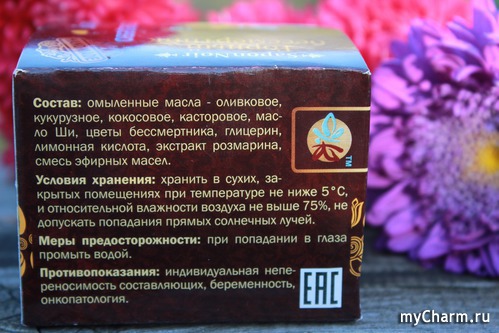 Состав: омыленные масла - оливковое,
кукурузное, кокосовое, касторовое, мас-
ло Ши, цветы бессмертника, глицерин,
лимонная кислота, экстракт розмарина,
смесь эфирных масел.
Условия хранения: хранить в сухих, за-
крытых помещениях при температуре не ниже 5°С,
и относительной влажности воздуха не выше 75%, не
допускать попадания прямых солнечных лучей.
Меры предосторожности: при попадании в глаза
промыть водой.
Противопоказания: индивидуальная непе-
реносимость составляющих, беременность,
онкопатология.
TM
EAC
myCharm.ru